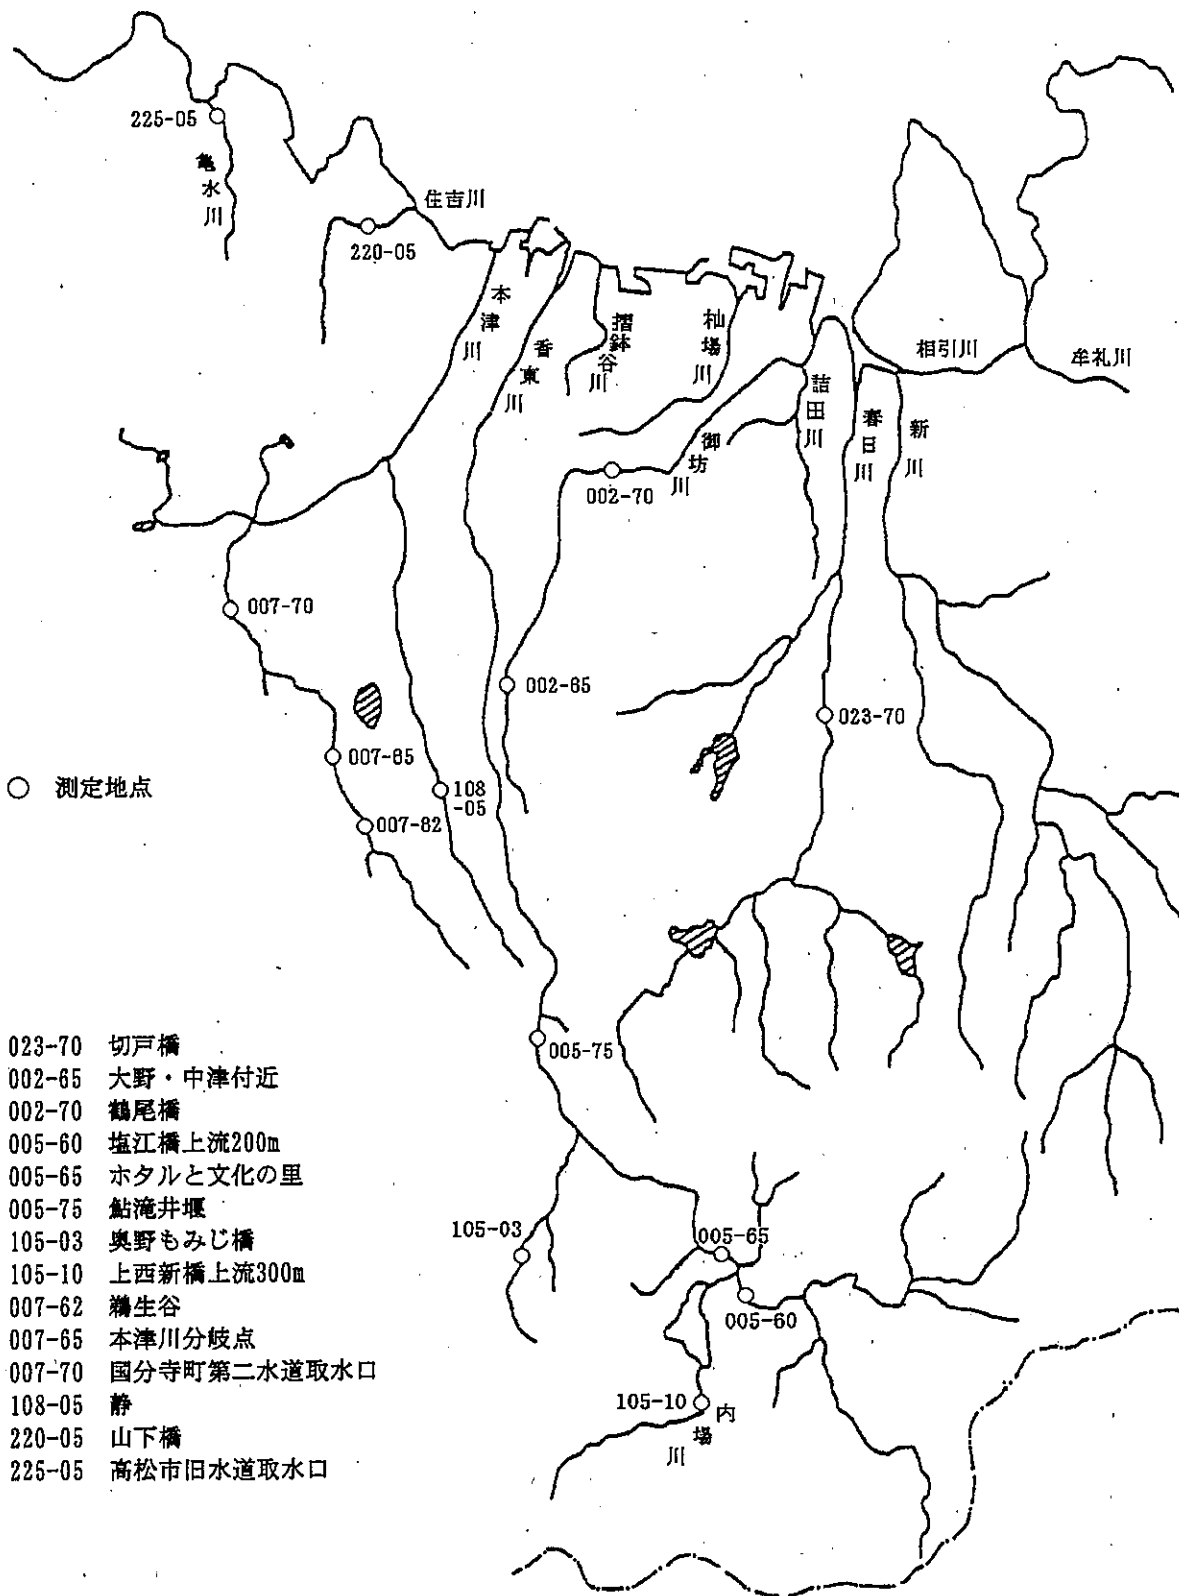 225-05
亀水川
住吉川
220-05
本津川
香東川
摺鉢谷川
杣場川
御坊川
詰田川
春日川
新川
相引川
牟礼川
002-70
007-70
002-65
023-70
007-65
108
-05
007-82
○ 測定地点
005-75
105-03
005-65
005-60
105-10
内場川
023-70 切戸橋
002-65 大野・中津付近
002-70 鶴尾橋
005-60 塩江橋上流200m
005-65 ホタルと文化の里
005-75 鮎滝井堰
105-03 奥野もみじ橋
105-10 上西新橋上流300m
007-62 鵜生谷
007-65 本津川分岐点
007-70 国分寺町第二水道取水口
108-05 静
220-05 山下橋
225-05 高松市旧水道取水口